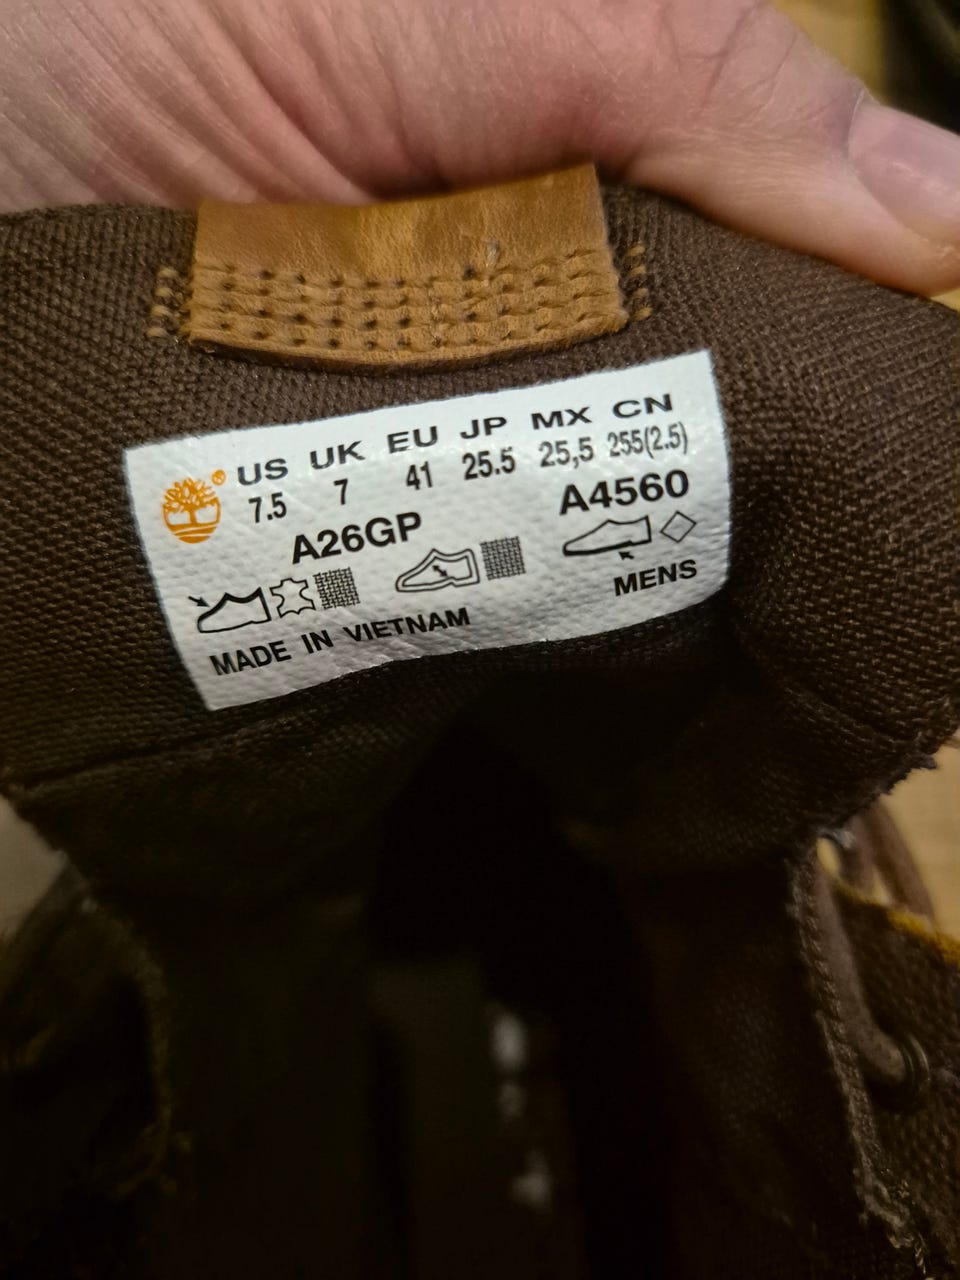 US UK EU JP MX CN
7.5 7 41 25.5 25,5 255(2.5)
A26GP A4560
MENS
MADE IN VIETNAM